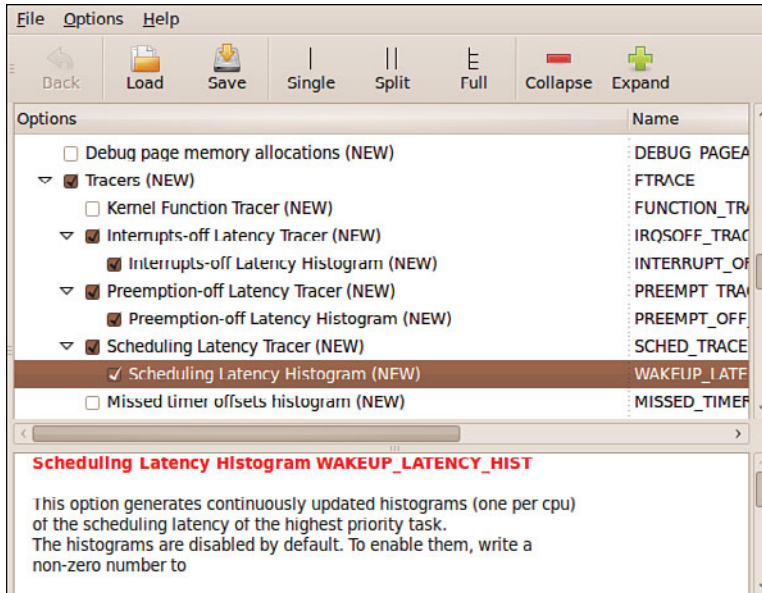 File Options Help
Back Load Save Single Split Full Collapse Expand
Options Name
Debug page memory allocations (NEW) DEBUG_PAGEA
Tracers (NEW) FTRACE
Kernel Function Tracer (NEW) FUNCTION_TRA
Interrupts-off Latency Tracer (NEW) IRQSOFF_TRAC
Interrupts-off Latency Histogram (NEW) INTERRUPT_OF
Preemption-off Latency Tracer (NEW) PREEMPT_TRA
Preemption-off Latency Histogram (NEW) PREEMPT_OFF_
Scheduling Latency Tracer (NEW) SCHED_TRACE
Scheduling Latency Histogram (NEW) WAKEUP_LATE
Missed timer offsets histogram (NEW) MISSED_TIMER
Scheduling Latency Histogram WAKEUP_LATENCY_HIST
This option generates continuously updated histograms (one per cpu)
of the scheduling latency of the highest priority task.
The histograms are disabled by default. To enable them, write a
non-zero number to